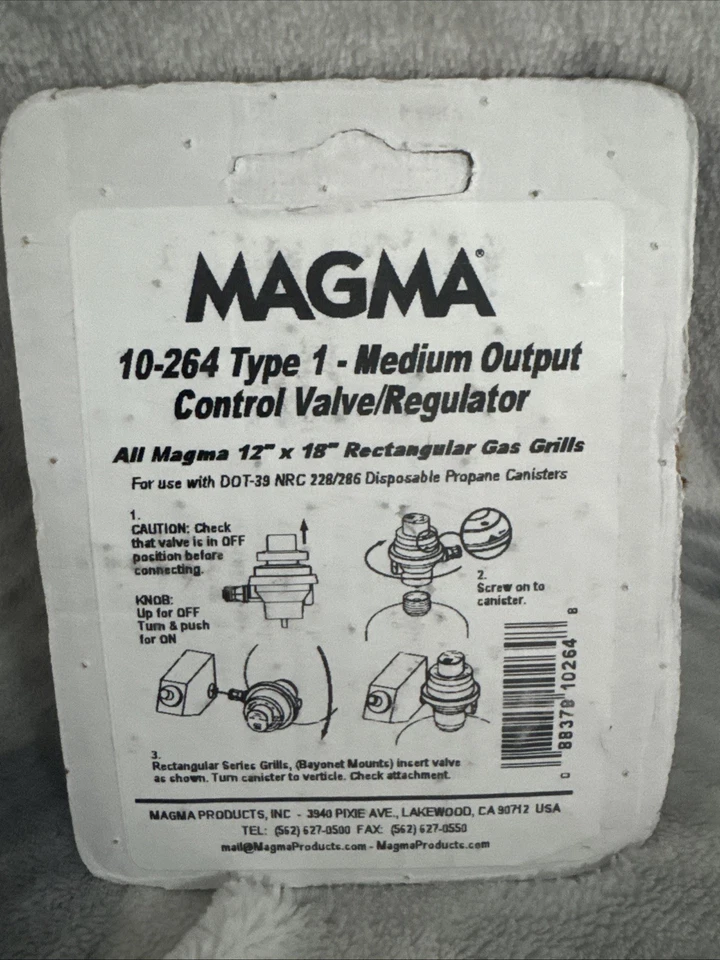 MAGMA®
10-264 Type 1 - Medium Output
Control Valve/Regulator
All Magma 12" x 18" Rectangular Gas Grills
For use with DOT-39 NRC 228/286 Disposable Propane Canisters
1.
CAUTION: Check
that valve is in OFF
position before
connecting.
KNOB:
Up for OFF
Turn & push
for ON
2.
Screw on to
canister.
0 88379 10264 8
3.
Rectangular Series Grills, (Bayonet Mounts) insert valve
as shown. Turn canister to verticle. Check attachment.
MAGMA PRODUCTS, INC - 3940 PIXIE AVE., LAKEWOOD, CA 90712 USA
TEL: (562) 627-0500 FAX: (562) 627-0550
mail@MagmaProducts.com - MagmaProducts.com